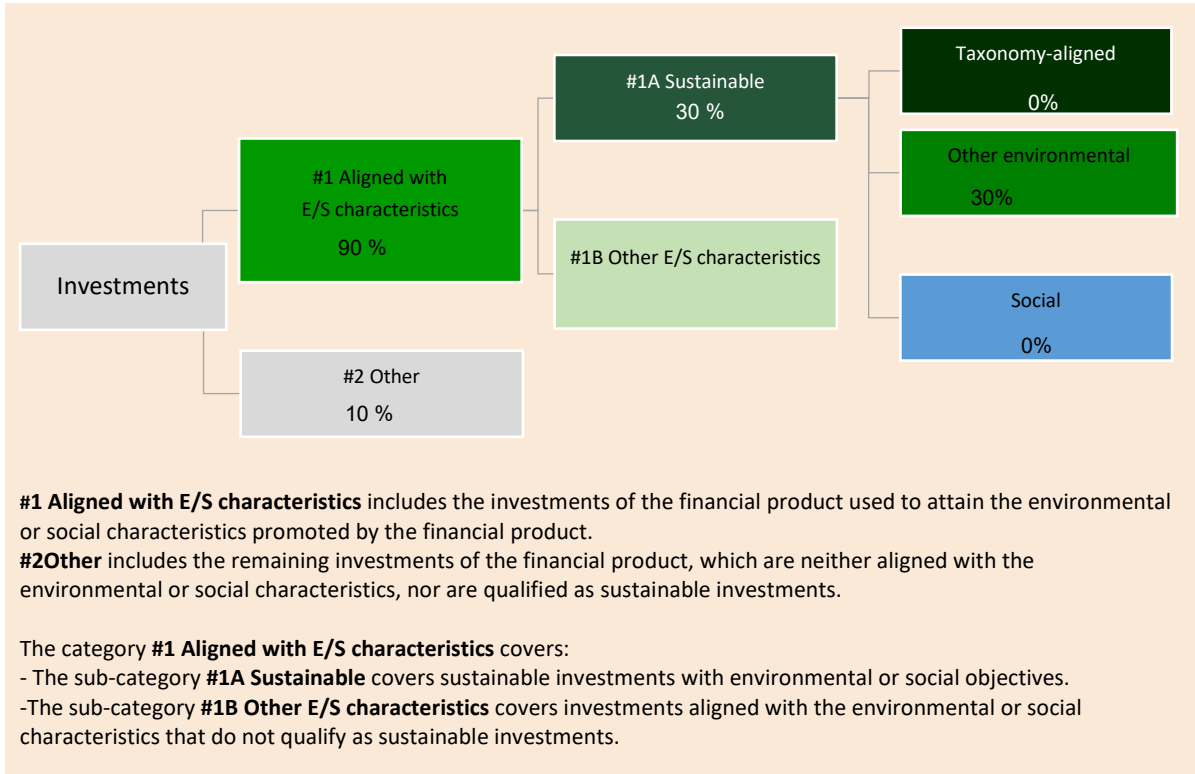 Taxonomy-aligned
0%
#1A Sustainable
30 %
Other environmental
30%
#1 Aligned with
E/S characteristics
90 %
#1B Other E/S characteristics
Investments
Social
0%
#2 Other
10 %
#1 Aligned with E/S characteristics includes the investments of the financial product used to attain the environmental
or social characteristics promoted by the financial product.
#2Other includes the remaining investments of the financial product, which are neither aligned with the
environmental or social characteristics, nor are qualified as sustainable investments.
The category #1 Aligned with E/S characteristics covers:
- The sub-category #1A Sustainable covers sustainable investments with environmental or social objectives.
-The sub-category #1B Other E/S characteristics covers investments aligned with the environmental or social
characteristics that do not qualify as sustainable investments.